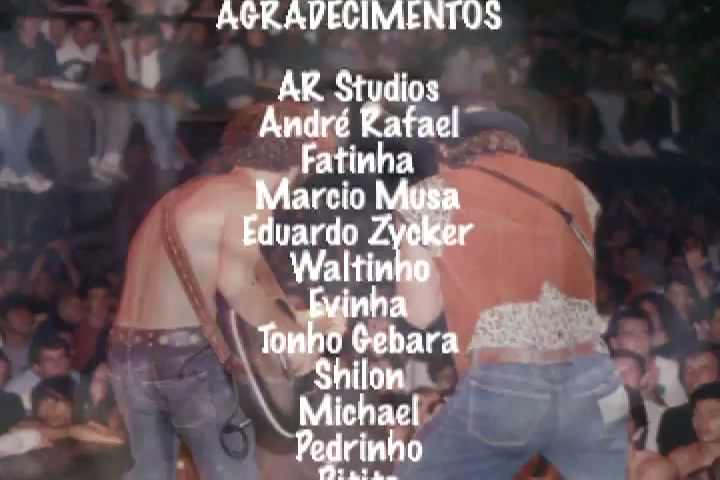 AGRADECIMENTOS
AR Studios
André Rafael
Fatinha
Marcio Musa
Eduardo Zycker
Waltinho
Evinha
Tonho Gebara
Shilon
Michael
Pedrinho